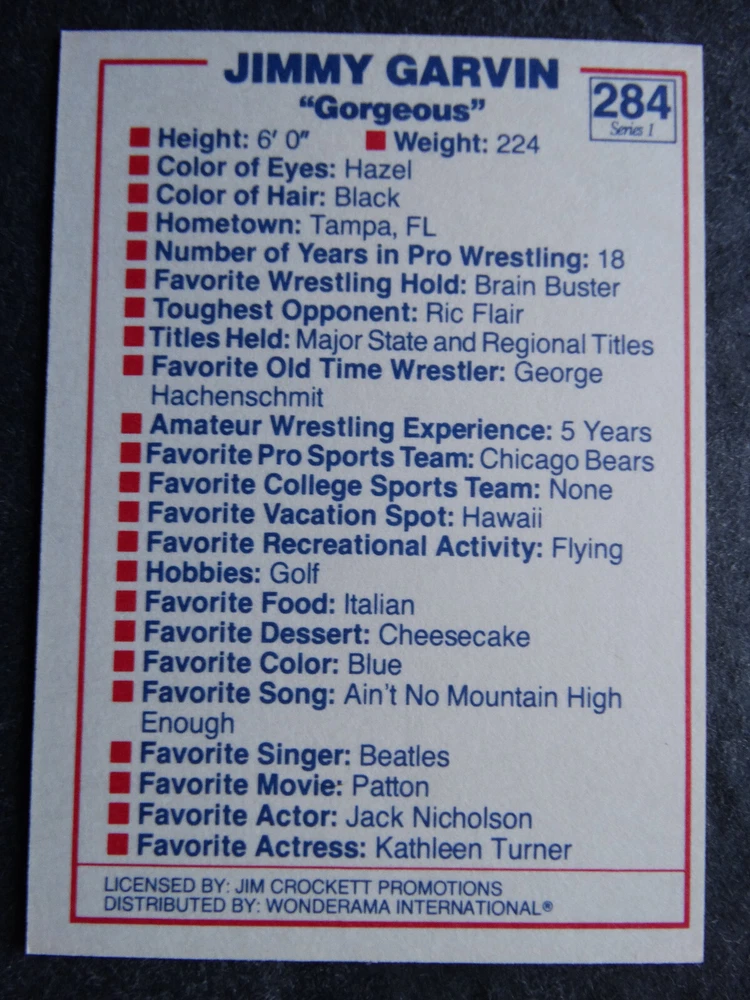 JIMMY GARVIN
"Gorgeous"
284
Series I
Height: 6' 0" Weight: 224
Color of Eyes: Hazel
Color of Hair: Black
Hometown: Tampa, FL
Number of Years in Pro Wrestling: 18
Favorite Wrestling Hold: Brain Buster
Toughest Opponent: Ric Flair
Titles Held: Major State and Regional Titles
Favorite Old Time Wrestler: George
Hachenschmit
Amateur Wrestling Experience: 5 Years
Favorite Pro Sports Team: Chicago Bears
Favorite College Sports Team: None
Favorite Vacation Spot: Hawaii
Favorite Recreational Activity: Flying
Hobbies: Golf
Favorite Food: Italian
Favorite Dessert: Cheesecake
Favorite Color: Blue
Favorite Song: Ain't No Mountain High
Enough
Favorite Singer: Beatles
Favorite Movie: Patton
Favorite Actor: Jack Nicholson
Favorite Actress: Kathleen Turner
LICENSED BY: JIM CROCKETT PROMOTIONS
DISTRIBUTED BY: WONDERAMA INTERNATIONAL®